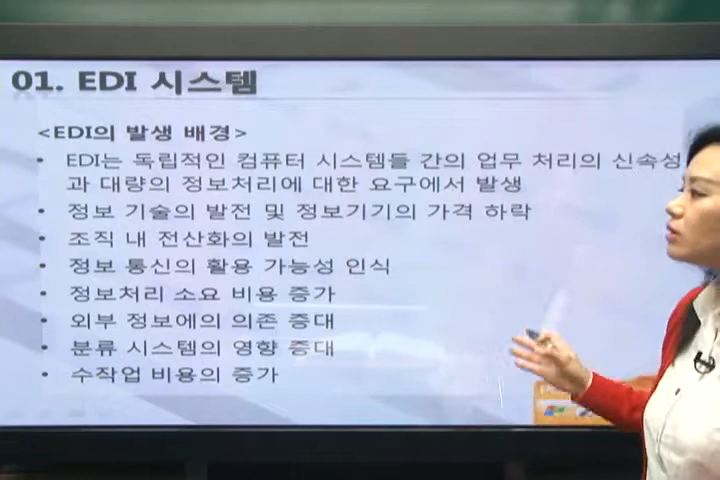 01. EDI 시스템
<EDI의 발생 배경>
• EDI는 독립적인 컴퓨터 시스템들 간의 업무 처리의 신속성
과 대량의 정보처리에 대한 요구에서 발생
• 정보 기술의 발전 및 정보기기의 가격 하락
• 조직 내 전산화의 발전
• 정보 통신의 활용 가능성 인식
• 정보처리 소요 비용 증가
• 외부 정보에의 의존 증대
• 분류 시스템의 영향 증대
• 수작업 비용의 증가